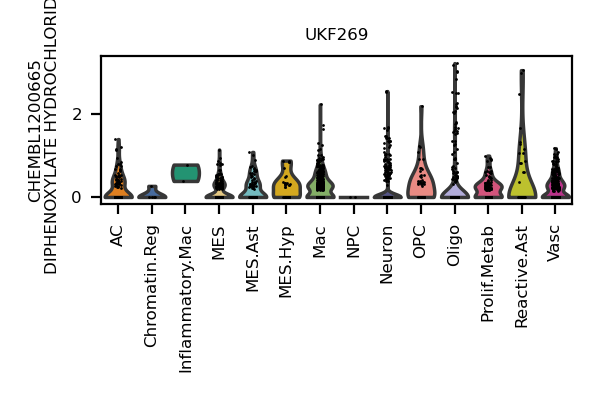 UKF269
CHEMBL1200665
DIPHENOXYLATE HYDROCHLORID
2
0
AC
Chromatin.Reg
Inflammatory.Mac
MES
MES.Ast
MES.Hyp
Mac
NPC
Neuron
OPC
Oligo
Prolif.Metab
Reactive.Ast
Vasc